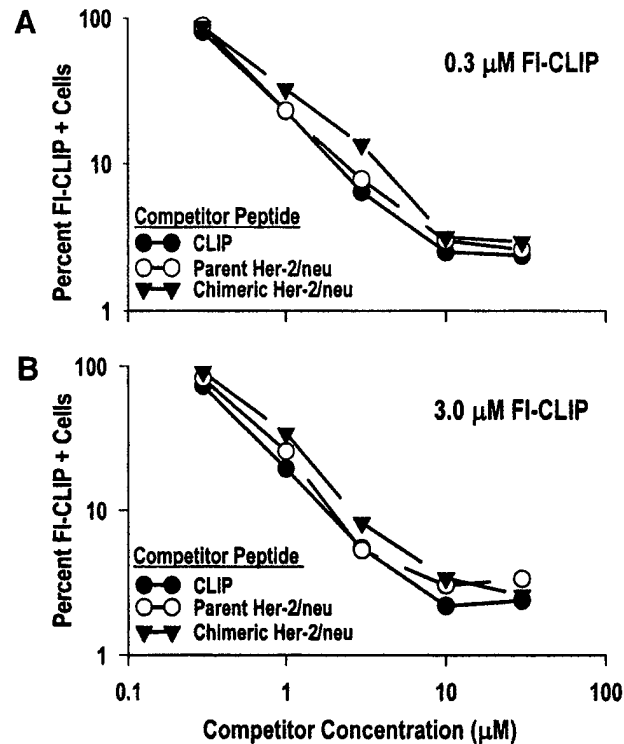 A
100
0.3 μM Fl-CLIP
Percent Fl-CLIP + Cells
10
Competitor Peptide
CLIP
Parent Her-2/neu
Chimeric Her-2/neu
1
B
100
3.0 μM Fl-CLIP
Percent Fl-CLIP + Cells
10
Competitor Peptide
CLIP
Parent Her-2/neu
Chimeric Her-2/neu
1
0.1 1 10 100
Competitor Concentration (μM)